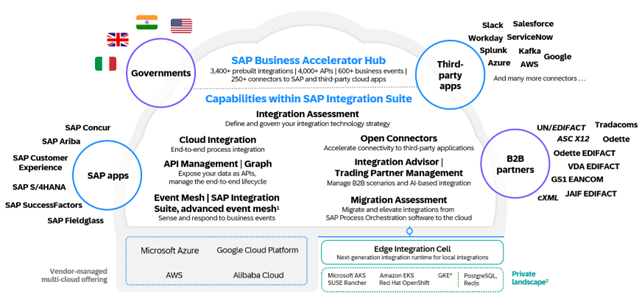 Governments
SAP Business Accelerator Hub
3,400+ prebuilt integrations | 4,000+ APIs | 600+ business events |
250+ connectors to SAP and third-party cloud apps
Third-
party
apps
Slack
Salesforce
Workday
ServiceNow
Splunk
Kafka
Google
Azure
AWS
And many more connectors . . .
Capabilities within SAP Integration Suite
Integration Assessment
Define and govern your integration technology strategy
Cloud Integration
End-to-end process integration
API Management | Graph
Expose your data as APIs,
manage the end-to-end lifecycle
Event Mesh | SAP Integration
Suite, advanced event mesh¹
Sense and respond to business events
Open Connectors
Accelerate connectivity to third-party applications
Integration Advisor |
Trading Partner Management
Manage B2B scenarios and AI-based integration
Migration Assessment
Migrate and elevate integrations from
SAP Process Orchestration software to the cloud
SAP Concur
SAP Ariba
SAP Customer
Experience
SAP S/4HANA
SAP SuccessFactors
SAP Fieldglass
SAP apps
B2B
partners
UN/EDIFACT
Tradacoms
ASC X12
Odette
Odette EDIFACT
VDA EDIFACT
GS1 EANCOM
JAIF EDIFACT
cXML
Vendor-managed
multi-cloud offering
Microsoft Azure
Google Cloud Platform
AWS
Alibaba Cloud
Edge Integration Cell
Next-generation integration runtime for local integrations
Microsoft AKS
SUSE Rancher
Amazon EKS
Red Hat OpenShift
GKE*
PostgreSQL,
Redis
Private
landscape²